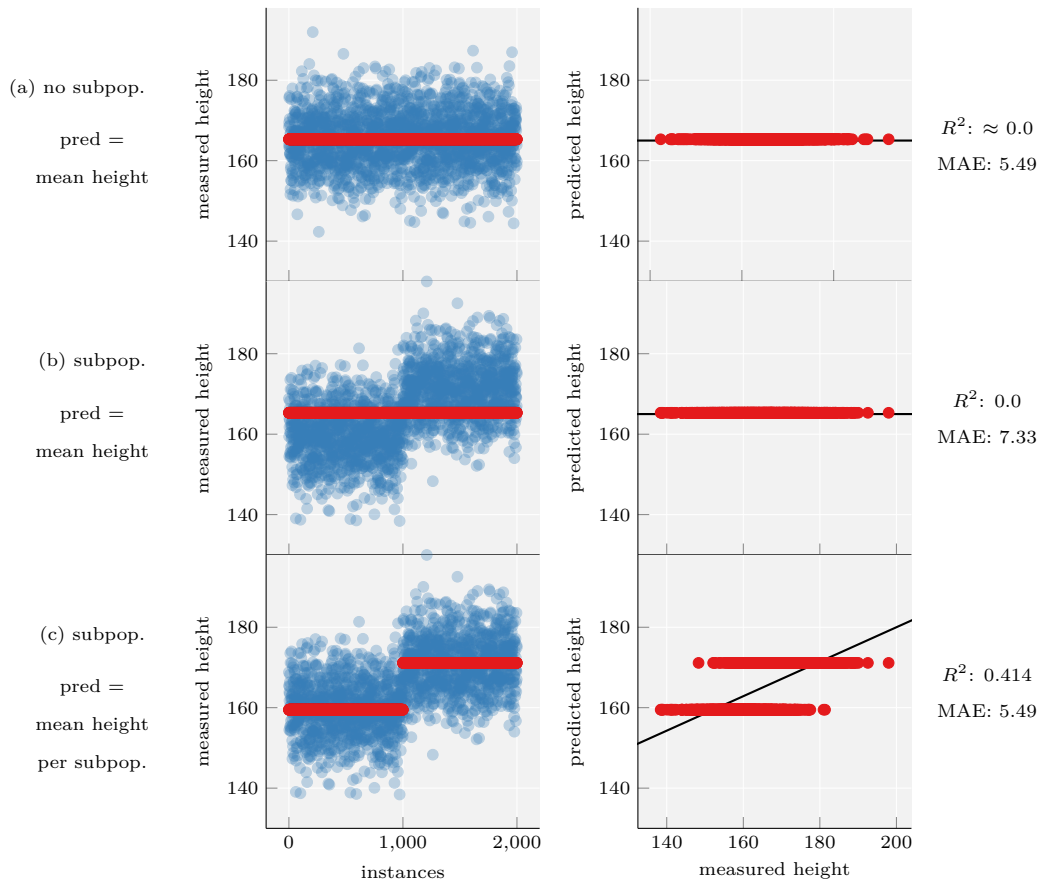 (a) no subpop.
pred =
mean height
measured height
180
160
140
predicted height
180
160
140
R²: ≈ 0.0
MAE: 5.49
(b) subpop.
pred =
mean height
measured height
180
160
140
predicted height
180
160
140
R²: 0.0
MAE: 7.33
(c) subpop.
pred =
mean height
per subpop.
measured height
180
160
140
0
1,000
2,000
instances
predicted height
180
160
140
140
160
180
200
measured height
R²: 0.414
MAE: 5.49